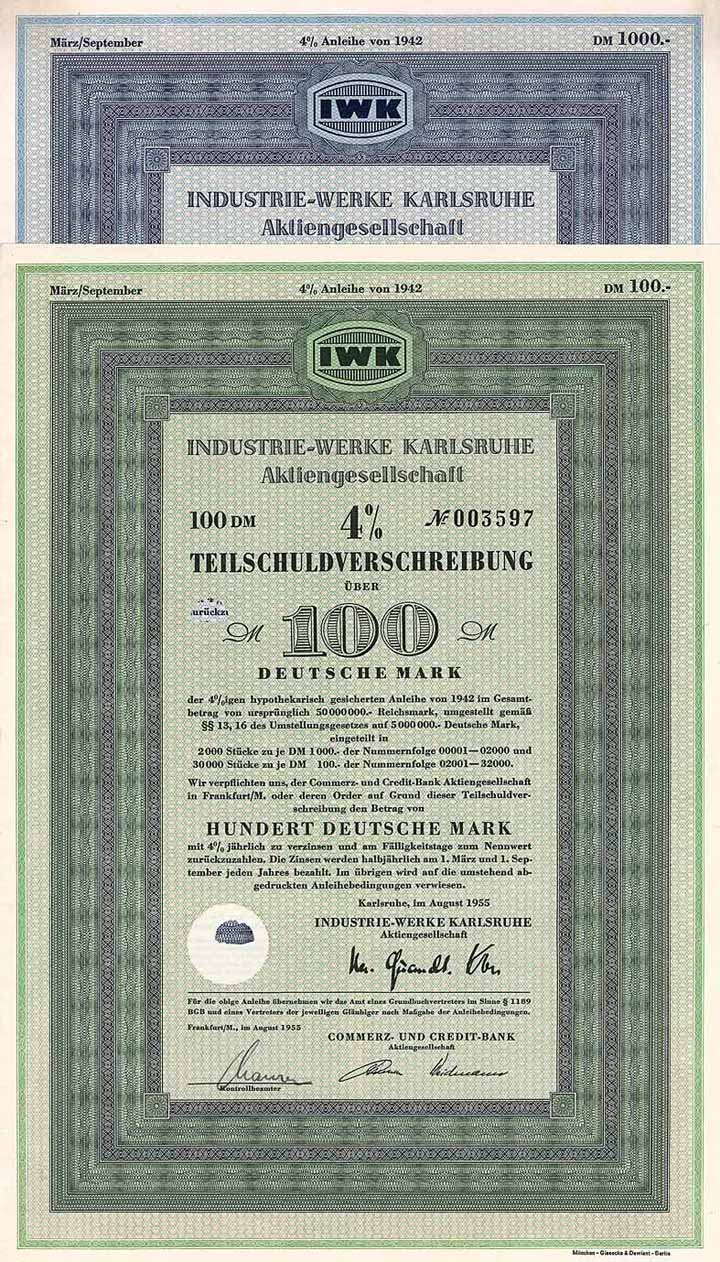 März/September 4% Anleihe von 1942 DM 1000.-
IWK
INDUSTRIE-WERKE KARLSRUHE
Aktiengesellschaft
März/September 4% Anleihe von 1942 DM 100.-
IWK
INDUSTRIE-WERKE KARLSRUHE
Aktiengesellschaft
100 DM 4% № 003597
TEILSCHULDVERSCHREIBUNG
ÜBER
DM 100 DM
DEUTSCHE MARK
der 4%igen hypothekarisch gesicherten Anleihe von 1942 im Gesamt-
betrag von ursprünglich 50000000.- Reichsmark, umgestellt gemäß
§§ 13, 16 des Umstellungsgesetzes auf 5000000.- Deutsche Mark,
eingeteilt in
2000 Stücke zu je DM 1000.- der Nummernfolge 00001—02000 und
30000 Stücke zu je DM 100.- der Nummernfolge 02001—32000.
Wir verpflichten uns, der Commerz- und Credit-Bank Aktiengesellschaft
in Frankfurt/M. oder deren Order auf Grund dieser Teilschuldver-
schreibung den Betrag von
HUNDERT DEUTSCHE MARK
mit 4% jährlich zu verzinsen und am Fälligkeitstage zum Nennwert
zurückzuzahlen. Die Zinsen werden halbjährlich am 1. März und 1. Sep-
tember jeden Jahres bezahlt. Im übrigen wird auf die umstehend ab-
gedruckten Anleihebedingungen verwiesen.
Karlsruhe, im August 1955
INDUSTRIE-WERKE KARLSRUHE
Aktiengesellschaft
Quandt.
Für die obige Anleihe übernehmen wir das Amt eines Grundbuchvertreters im Sinne § 1189
BGB und eines Vertreters der jeweiligen Gläubiger nach Maßgabe der Anleihebedingungen.
Frankfurt/M., im August 1955
COMMERZ- UND CREDIT-BANK
Aktiengesellschaft
Kontrollbeamter
München – Giesecke & Devrient – Berlin